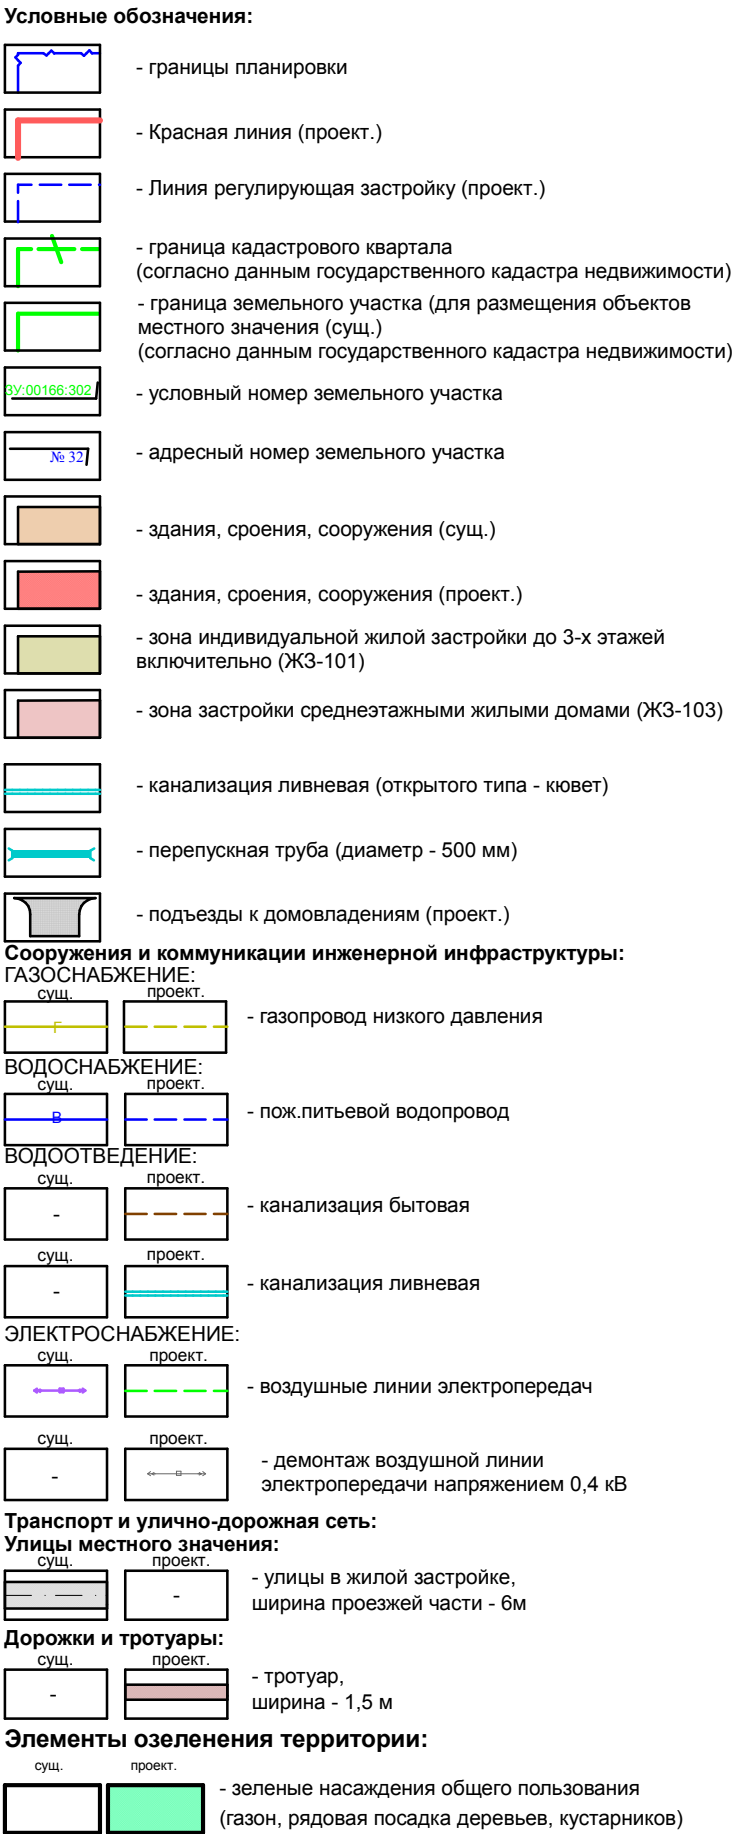 Условные обозначения:
- границы планировки
- Красная линия (проект.)
- Линия регулирующая застройку (проект.)
- граница кадастрового квартала
(согласно данным государственного кадастра недвижимости)
- граница земельного участка (для размещения объектов
местного значения (сущ.)
(согласно данным государственного кадастра недвижимости)
ЗУ:00166:302
- условный номер земельного участка
№ 32
- адресный номер земельного участка
- здания, сроения, сооружения (сущ.)
- здания, сроения, сооружения (проект.)
- зона индивидуальной жилой застройки до 3-х этажей
включительно (ЖЗ-101)
- зона застройки среднеэтажными жилыми домами (ЖЗ-103)
- канализация ливневая (открытого типа - кювет)
- перепускная труба (диаметр - 500 мм)
- подъезды к домовладениям (проект.)
Сооружения и коммуникации инженерной инфраструктуры:
ГАЗОСНАБЖЕНИЕ:
сущ. проект.
Г
- газопровод низкого давления
ВОДОСНАБЖЕНИЕ:
сущ. проект.
В
- пож.питьевой водопровод
ВОДООТВЕДЕНИЕ:
сущ. проект.
-
- канализация бытовая
сущ. проект.
-
- канализация ливневая
ЭЛЕКТРОСНАБЖЕНИЕ:
сущ. проект.
- воздушные линии электропередач
сущ. проект.
-
- демонтаж воздушной линии
электропередачи напряжением 0,4 кВ
Транспорт и улично-дорожная сеть:
Улицы местного значения:
сущ. проект.
-
- улицы в жилой застройке,
ширина проезжей части - 6м
Дорожки и тротуары:
сущ. проект.
-
- тротуар,
ширина - 1,5 м
Элементы озеленения территории:
сущ. проект.
- зеленые насаждения общего пользования
(газон, рядовая посадка деревьев, кустарников)